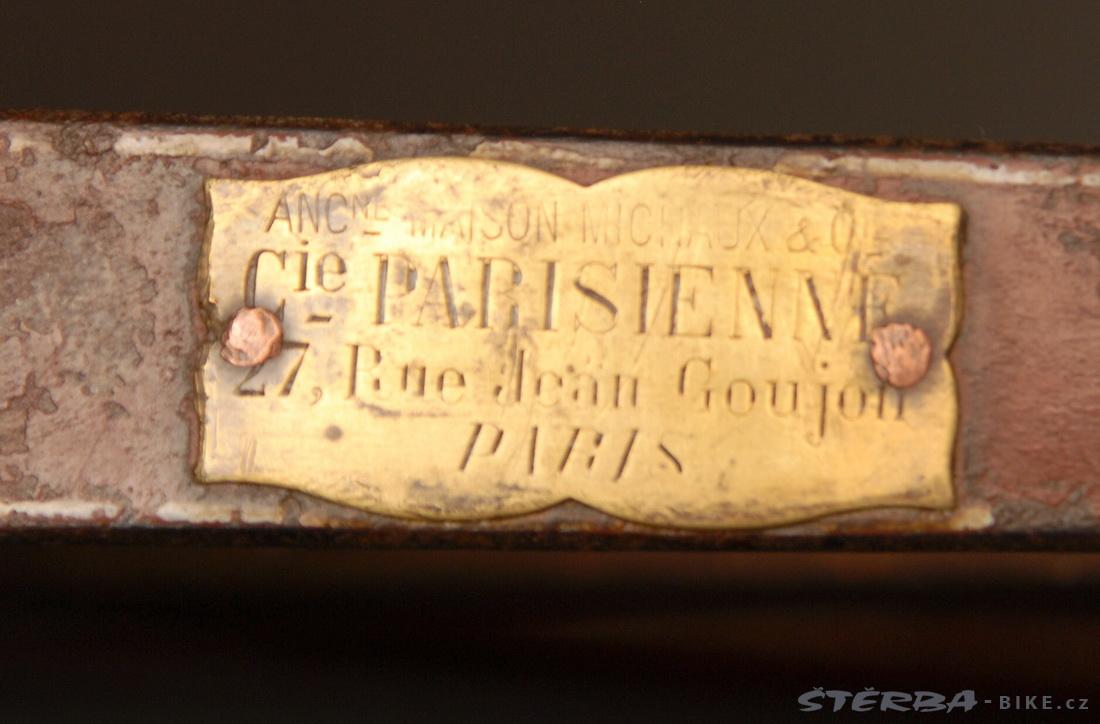 ANCNE MAISON MICHAUX & CIE
Cie PARISIENNE
27, Rue Jean Goujon
PARIS
ŠTĚRBA-BIKE.cz